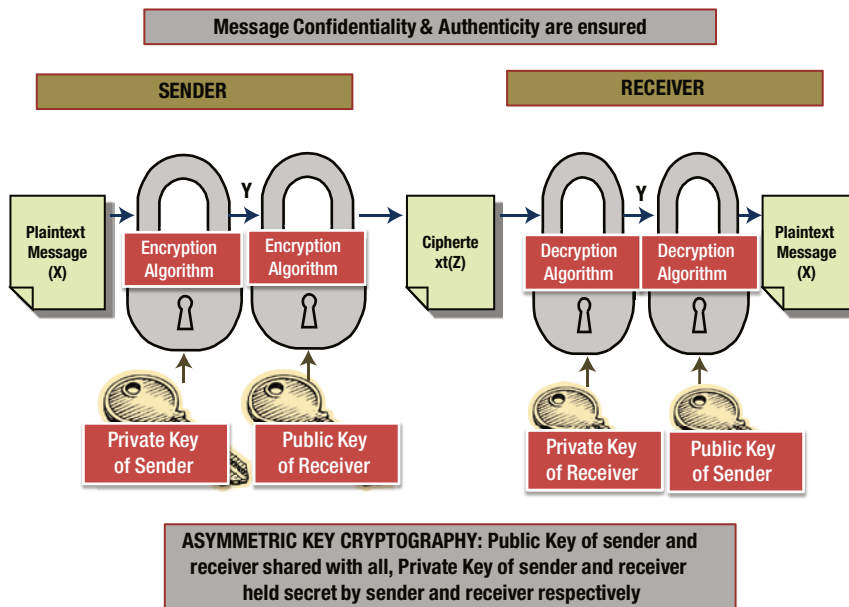 Message Confidentiality & Authenticity are ensured
SENDER
RECEIVER
Plaintext
Message
(X)
Encryption
Algorithm
Y
Encryption
Algorithm
Cipherte
xt(Z)
Decryption
Algorithm
Y
Decryption
Algorithm
Plaintext
Message
(X)
Private Key
of Sender
Public Key
of Receiver
Private Key
of Receiver
Public Key
of Sender
ASYMMETRIC KEY CRYPTOGRAPHY: Public Key of sender and
receiver shared with all, Private Key of sender and receiver
held secret by sender and receiver respectively